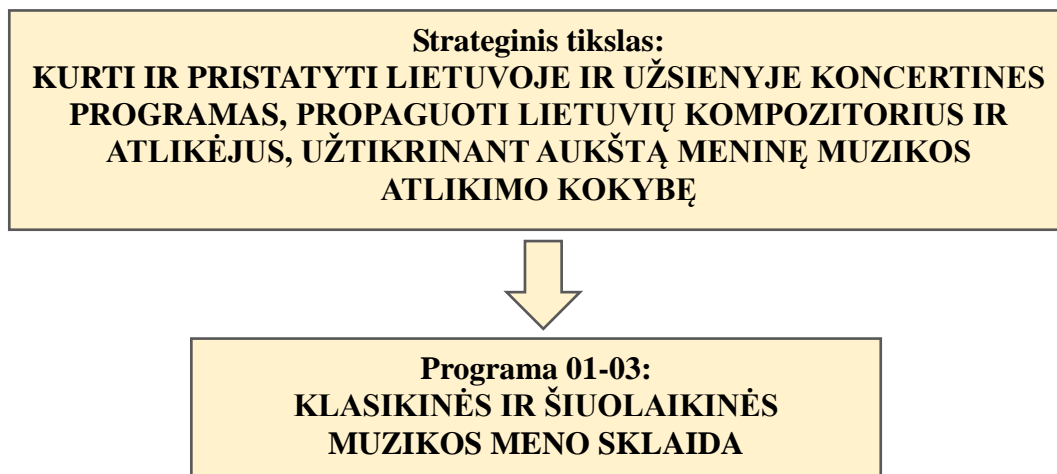 Strateginis tikslas:
KURTI IR PRISTATYTI LIETUVOJE IR UŽSIENYJE KONCERTINES
PROGRAMAS, PROPAGUOTI LIETUVIŲ KOMPOZITORIUS IR
ATLIKĖJUS, UŽTIKRINANT AUKŠTĄ MENINĘ MUZIKOS
ATLIKIMO KOKYBĘ
Programa 01-03:
KLASIKINĖS IR ŠIUOLAIKINĖS
MUZIKOS MENO SKLAIDA